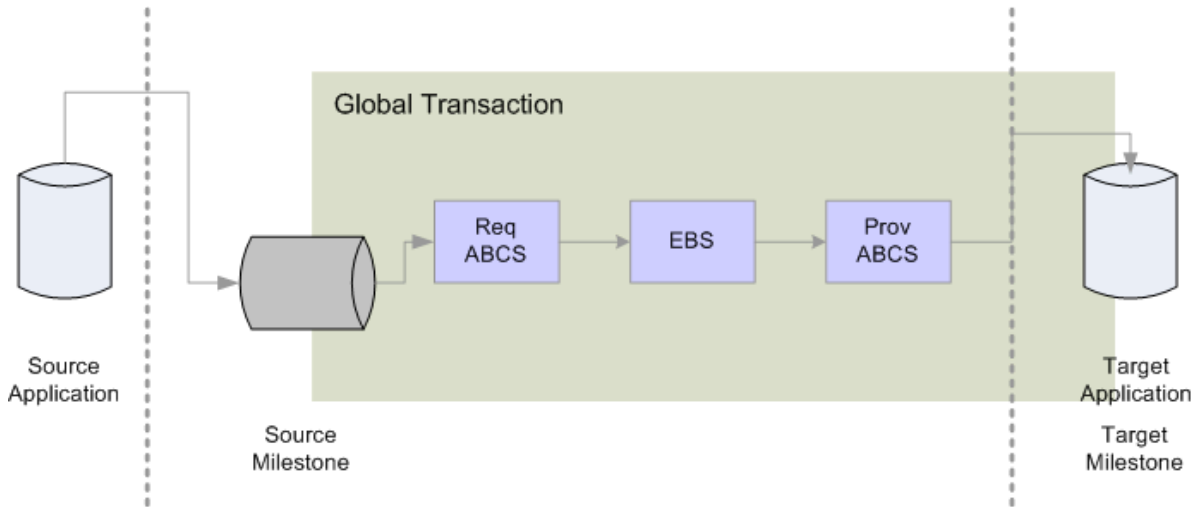 Global Transaction
Req
ABCS
EBS
Prov
ABCS
Source
Application
Source
Milestone
Target
Application
Target
Milestone